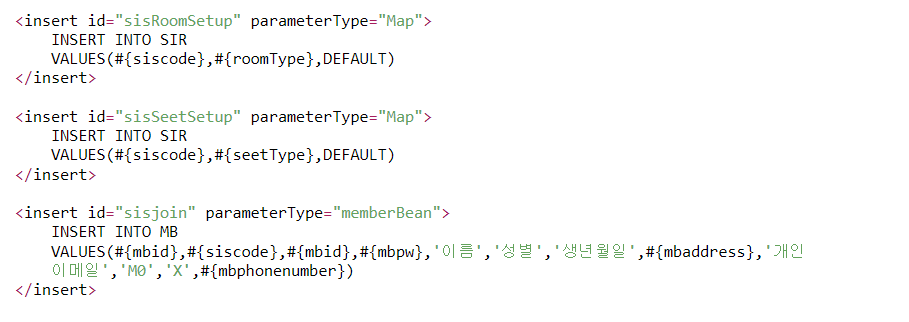 <insert id="sisRoomSetup" parameterType="Map">
INSERT INTO SIR
VALUES(#{siscode},#{roomType},DEFAULT)
</insert>
<insert id="sisSeetSetup" parameterType="Map">
INSERT INTO SIR
VALUES(#{siscode},#{seetType},DEFAULT)
</insert>
<insert id="sisjoin" parameterType="memberBean">
INSERT INTO MB
VALUES(#{mbid},#{siscode},#{mbid},#{mbpw},'이름','성별','생년월일',#{mbaddress},'개인
이메일','M0','X',#{mbphonenumber})
</insert>